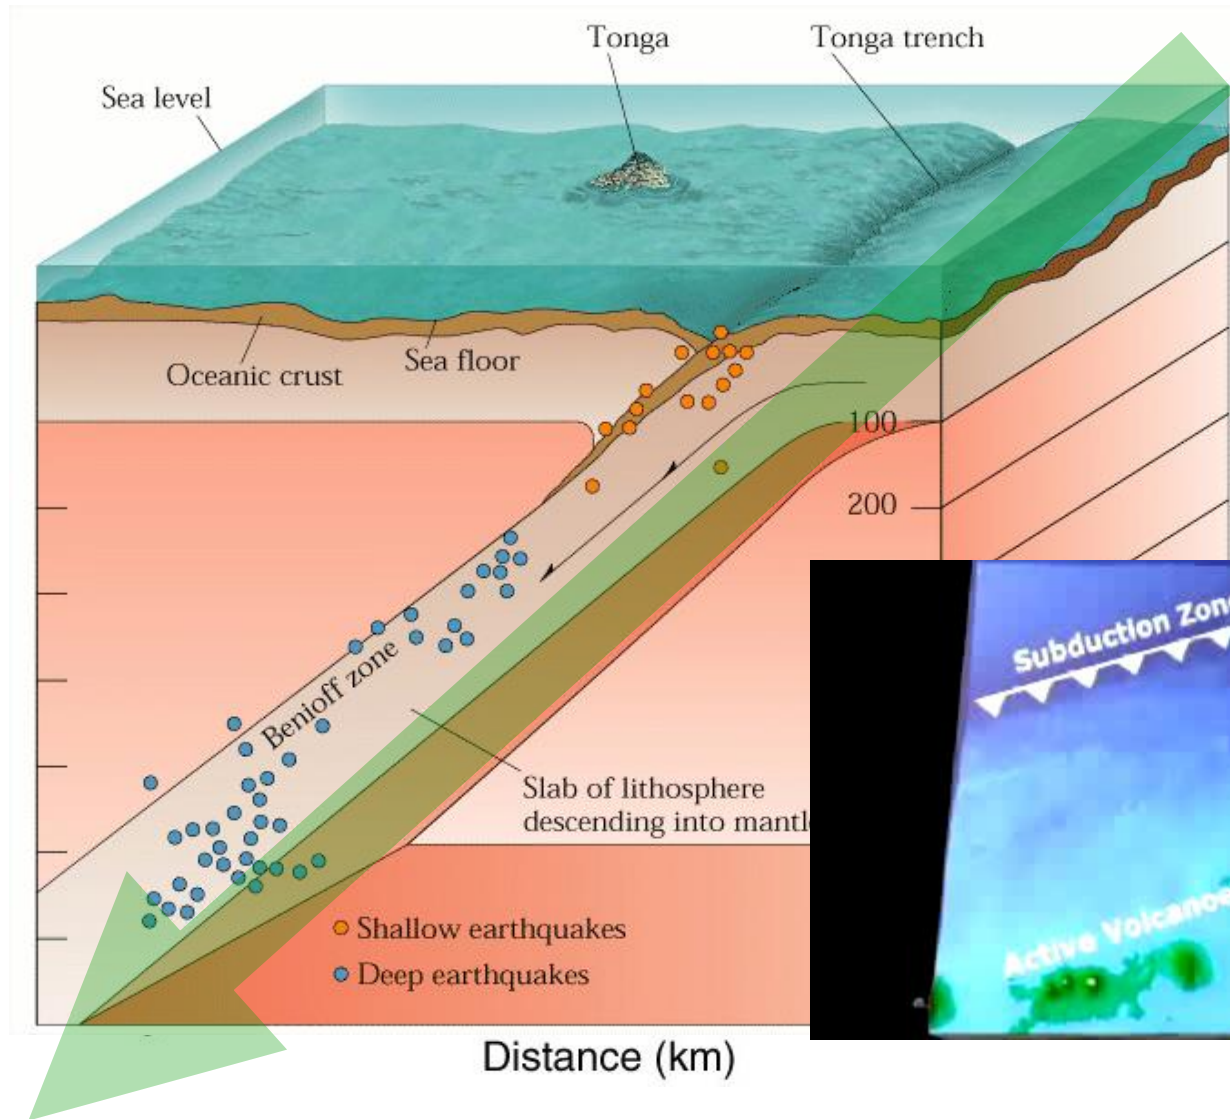 Tonga
Tonga trench
Sea level
Oceanic crust
Sea floor
100
200
Benioff zone
Slab of lithosphere
descending into mantl
Subduction Zon
Active Volcanoe
Shallow earthquakes
Deep earthquakes
Distance (km)